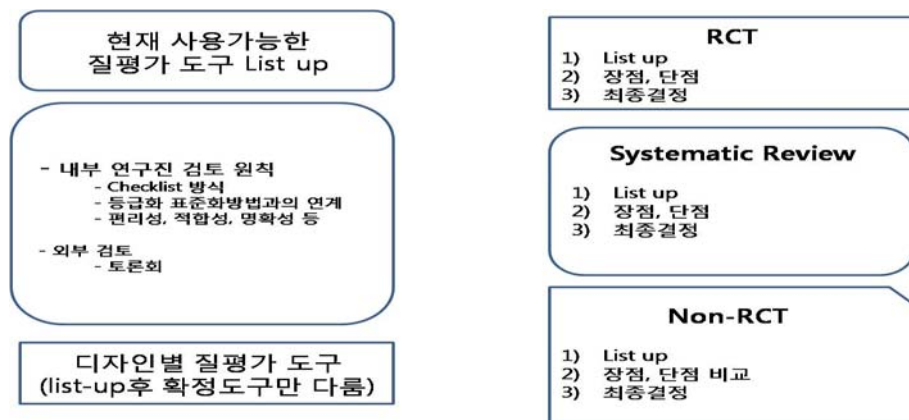 현재 사용가능한
질평가 도구 List up
- 내부 연구진 검토 원칙
- Checklist 방식
- 등급화 표준화방법과의 연계
- 편리성, 적합성, 명확성 등
- 외부 검토
- 토론회
디자인별 질평가 도구
(list-up후 확정도구만 다룸)
RCT
1) List up
2) 장점, 단점
3) 최종결정
Systematic Review
1) List up
2) 장점, 단점
3) 최종결정
Non-RCT
1) List up
2) 장점, 단점 비교
3) 최종결정